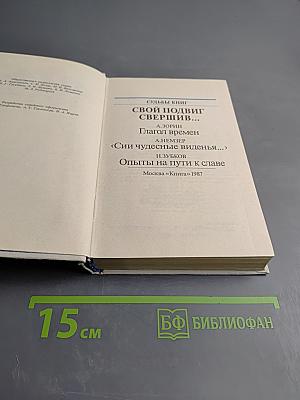 СУДЬБЫ КНИГ
СВОЙ ПОДВИГ
СВЕРШИВ...
А.ЗОРИН
Глагол времен
А.НЕМЗЕР
«Сии чудесные виденья...»
Н.ЗУБКОВ
Опыты на пути к славе
Москва «Книга» 1987
15 см
БФ БИБЛИОФАН